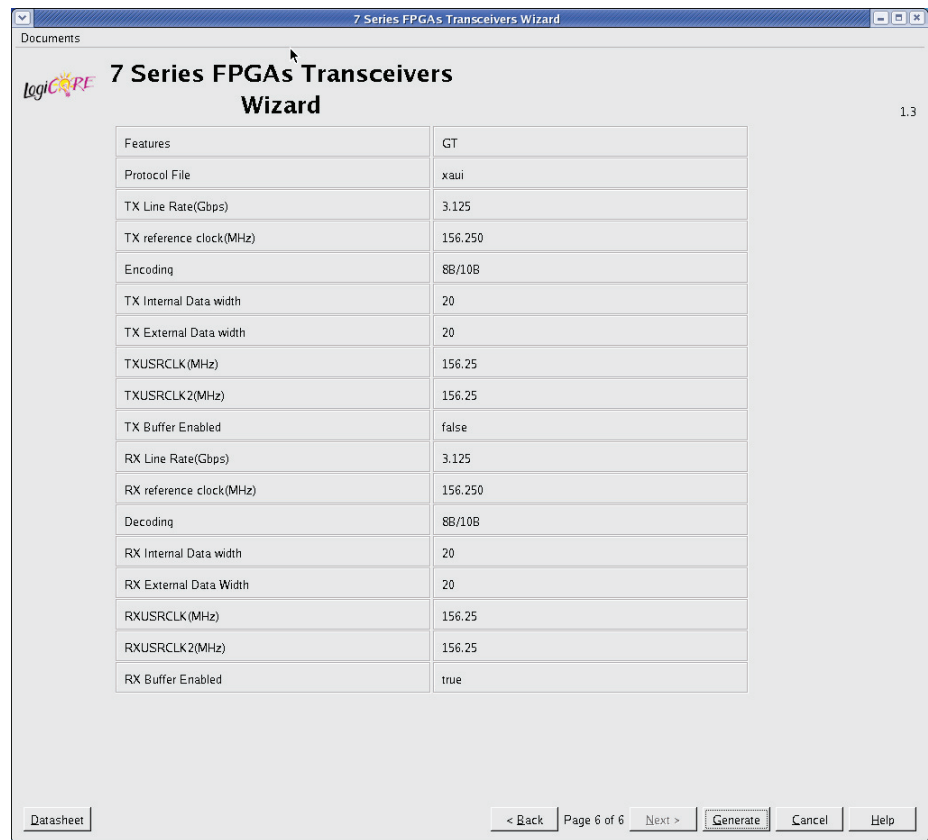 7 Series FPGAs Transceivers Wizard
Documents
LogiCORE
7 Series FPGAs Transceivers
Wizard
1.3
Features GT
Protocol File xaui
TX Line Rate(Gbps) 3.125
TX reference clock(MHz) 156.250
Encoding 8B/10B
TX Internal Data width 20
TX External Data width 20
TXUSRCLK(MHz) 156.25
TXUSRCLK2(MHz) 156.25
TX Buffer Enabled false
RX Line Rate(Gbps) 3.125
RX reference clock(MHz) 156.250
Decoding 8B/10B
RX Internal Data width 20
RX External Data Width 20
RXUSRCLK(MHz) 156.25
RXUSRCLK2(MHz) 156.25
RX Buffer Enabled true
Datasheet < Back Page 6 of 6 Next > Generate Cancel Help